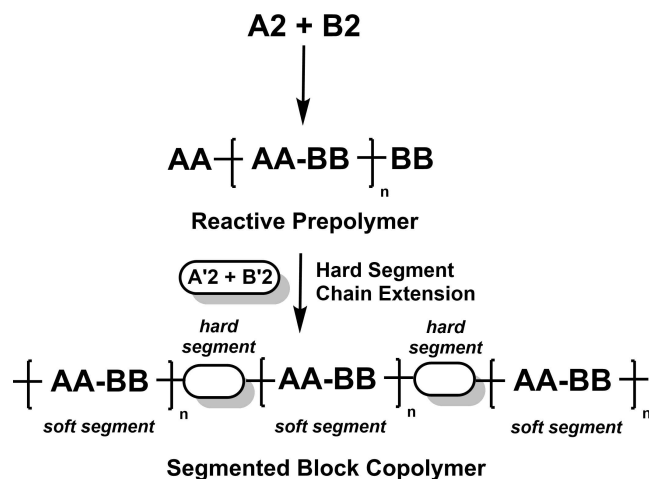 A2 + B2
AA-[AA-BB]n-BB
Reactive Prepolymer
A'2 + B'2
Hard Segment
Chain Extension
hard
segment
hard
segment
[AA-BB]n [AA-BB]n [AA-BB]n
soft segment soft segment soft segment
Segmented Block Copolymer